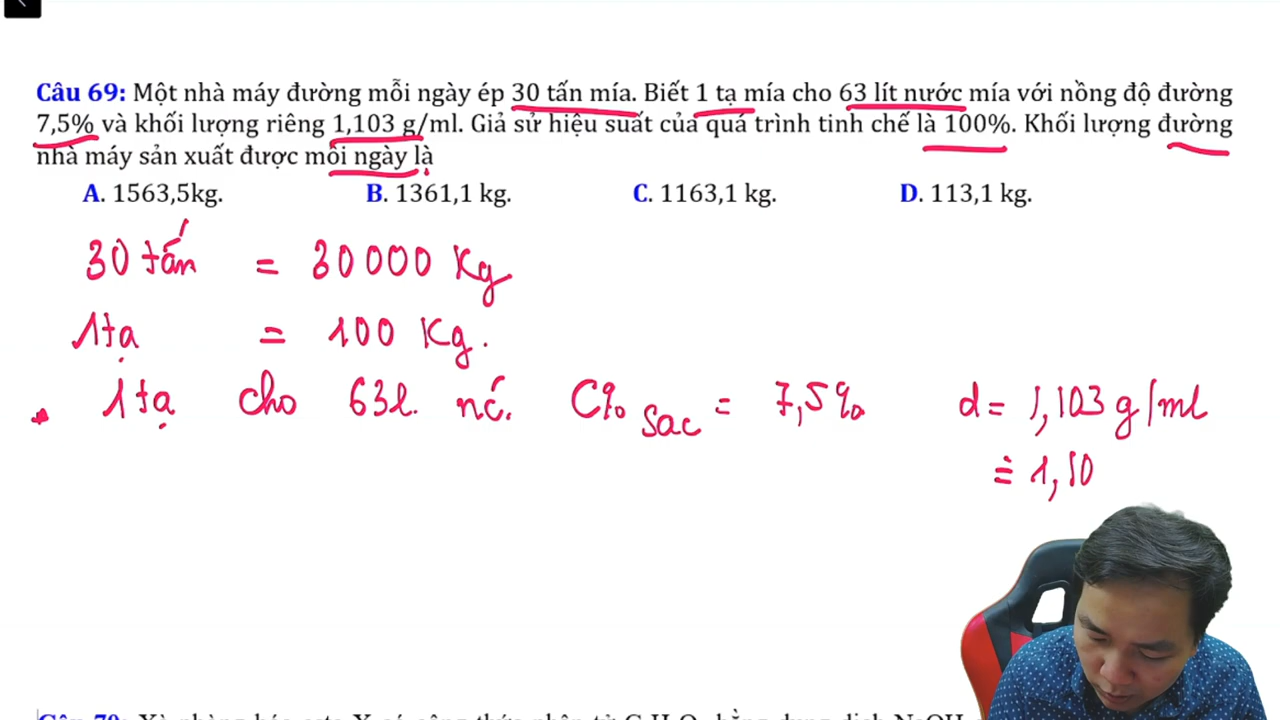 Câu 69: Một nhà máy đường mỗi ngày ép 30 tấn mía. Biết 1 tạ mía cho 63 lít nước mía với nồng độ đường
7,5% và khối lượng riêng 1,103 g/ml. Giả sử hiệu suất của quá trình tinh chế là 100%. Khối lượng đường
nhà máy sản xuất được mỗi ngày là
A. 1563,5kg. B. 1361,1 kg. C. 1163,1 kg. D. 113,1 kg.
30 tấn = 30000 Kg
1tạ = 100 Kg.
1tạ cho 63l. nć. C% sac = 7,5% d = 1,103 g/ml
= 1,10